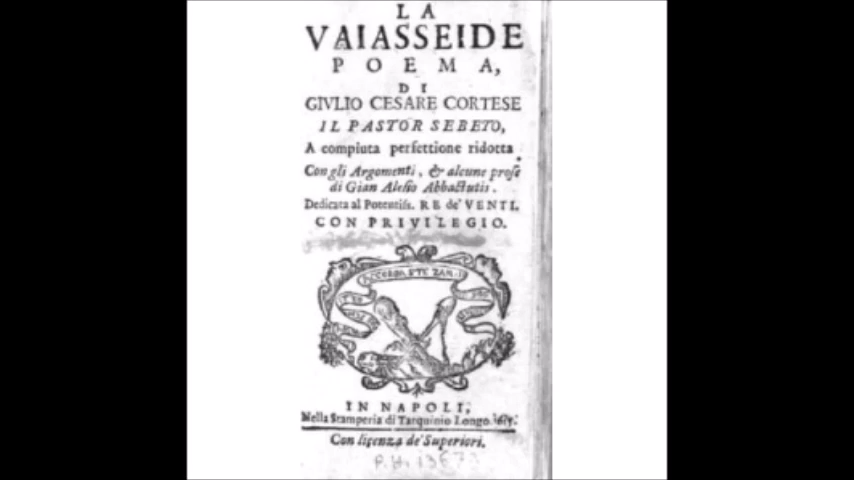 LA
VAIASSEIDE
POEMA,
DI
GIVLIO CESARE CORTESE
IL PASTOR SEBETO,
A compiuta perfettione ridotta.
Con gli Argomenti, & alcune prose
di Gian Alesio Abbactutis.
Dedicata al Potentiss. RE de' VENTI.
CON PRIVILEGIO.
IN NAPOLI,
Nella Stamperia di Tarquinio Longo.
Con licenza de' Superiori.